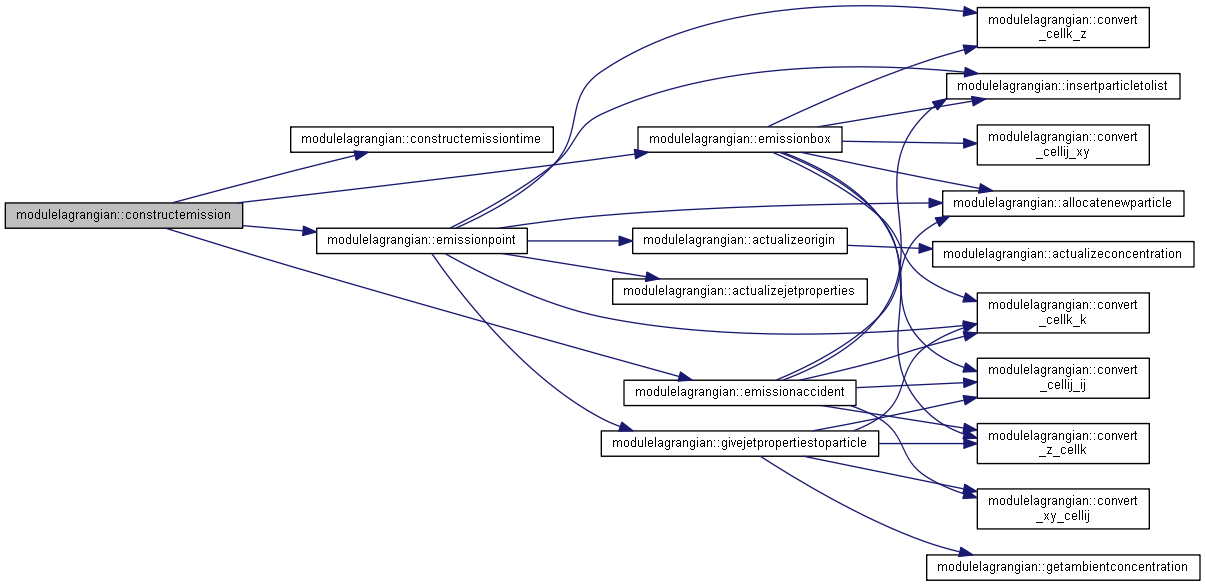 modulelagrangian::convert
_cellk_z
modulelagrangian::insertparticletolist
modulelagrangian::constructemissiontime
modulelagrangian::emissionbox
modulelagrangian::convert
_cellij_xy
modulelagrangian::allocatenewparticle
modulelagrangian::constructemission
modulelagrangian::emissionpoint
modulelagrangian::actualizeorigin
modulelagrangian::actualizeconcentration
modulelagrangian::actualizejetproperties
modulelagrangian::convert
_cellk_k
modulelagrangian::convert
_cellij_ij
modulelagrangian::emissionaccident
modulelagrangian::givejetpropertiestoparticle
modulelagrangian::convert
_z_cellk
modulelagrangian::convert
_xy_cellij
modulelagrangian::getambientconcentration